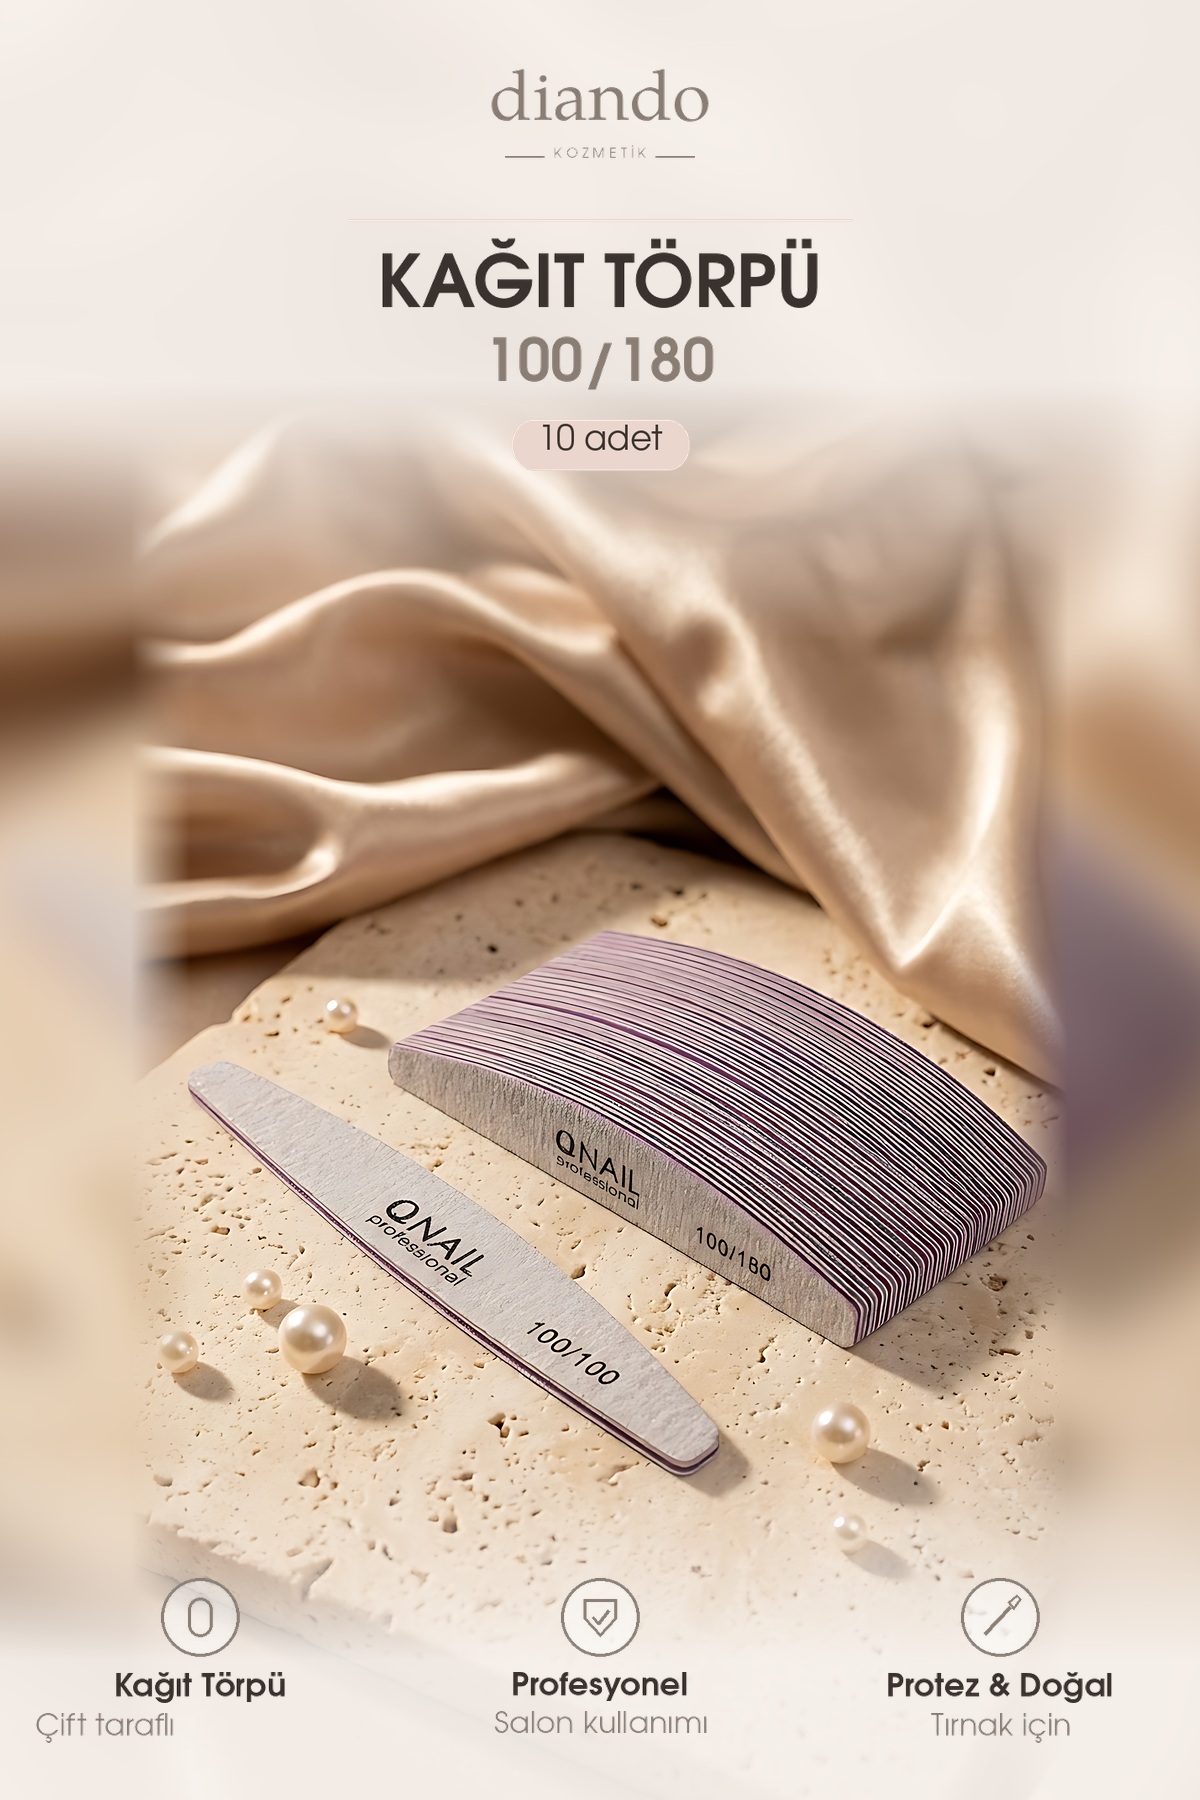 diando
KOZMETİK
KAĞIT TÖRPÜ
100/180
10 adet
QNAIL
professional
100/180
QNAIL
professional
100/100
Kağıt Törpü
Çift taraflı
Profesyonel
Salon kullanımı
Protez & Doğal
Tırnak için